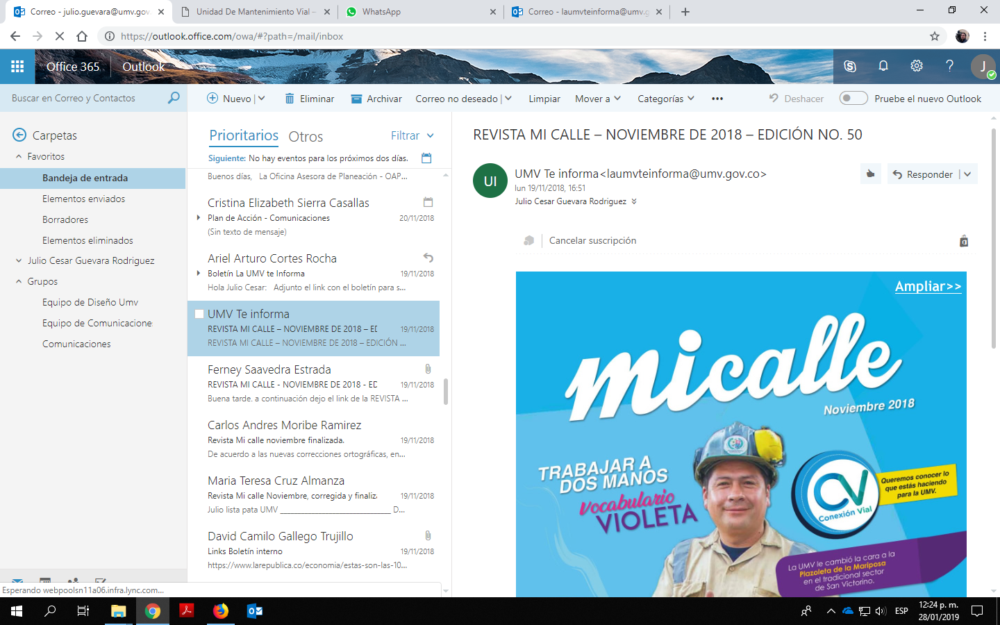 Correo - julio.guevara@umv.gov.
Unidad De Mantenimiento Vial –
WhatsApp
Correo - laumvteinforma@umv.g
https://outlook.office.com/owa/#?path=/mail/inbox
Office 365
Outlook
J
Buscar en Correo y Contactos
Nuevo
Eliminar
Archivar
Correo no deseado
Limpiar
Mover a
Categorías
Deshacer
Pruebe el nuevo Outlook
Carpetas
Favoritos
Bandeja de entrada
Elementos enviados
Borradores
Elementos eliminados
Julio Cesar Guevara Rodriguez
Grupos
Equipo de Diseño Umv
Equipo de Comunicacione
Comunicaciones
Prioritarios
Otros
Filtrar
Siguiente: No hay eventos para los próximos dos días.
Buenos días, La Oficina Asesora de Planeación - OAP...
Cristina Elizabeth Sierra Casallas
Plan de Acción - Comunicaciones 20/11/2018
(Sin texto de mensaje)
Ariel Arturo Cortes Rocha
Boletín La UMV te Informa 19/11/2018
Hola Julio Cesar: Adjunto el link con el boletín para s...
UMV Te informa
REVISTA MI CALLE – NOVIEMBRE DE 2018 – ED 19/11/2018
REVISTA MI CALLE – NOVIEMBRE DE 2018 – EDICIÓN ...
Ferney Saavedra Estrada
REVISTA MI CALLE - NOVIEMBRE DE 2018 - ED 19/11/2018
Buena tarde. a continuación dejo el link de la REVISTA ...
Carlos Andres Moribe Ramirez
Revista Mi calle noviembre finalizada. 19/11/2018
De acuerdo a las nuevas correcciones ortográficas, en...
Maria Teresa Cruz Almanza
Revista Mi calle Noviembre, corregida y finaliza 19/11/2018
Julio lista pata UMV ___________________________ D...
David Camilo Gallego Trujillo
Links Boletín interno 19/11/2018
https://www.larepublica.co/economia/estas-son-las-10...
REVISTA MI CALLE – NOVIEMBRE DE 2018 – EDICIÓN NO. 50
UI
UMV Te informa<laumvteinforma@umv.gov.co>
lun 19/11/2018, 16:51
Julio Cesar Guevara Rodriguez
Responder
Cancelar suscripción
Ampliar>>
micalle
Noviembre 2018
TRABAJAR A
DOS MANOS
Vocabulario
VIOLETA
CV
Conexión Vial
Queremos conocer lo
que estás haciendo
para la UMV.
La UMV le cambió la cara a la
Plazoleta de la Mariposa
en el tradicional sector
de San Victorino.
Esperando webpoolsn11a06.infra.lync.com...
ESP
12:24 p. m.
28/01/2019